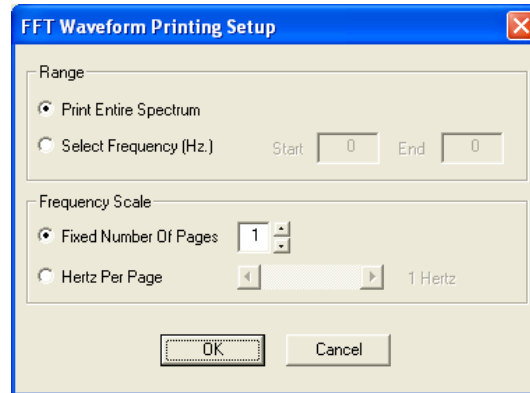 FFT Waveform Printing Setup
Range
Print Entire Spectrum
Select Frequency (Hz.) Start 0 End 0
Frequency Scale
Fixed Number Of Pages 1
Hertz Per Page 1 Hertz
OK Cancel